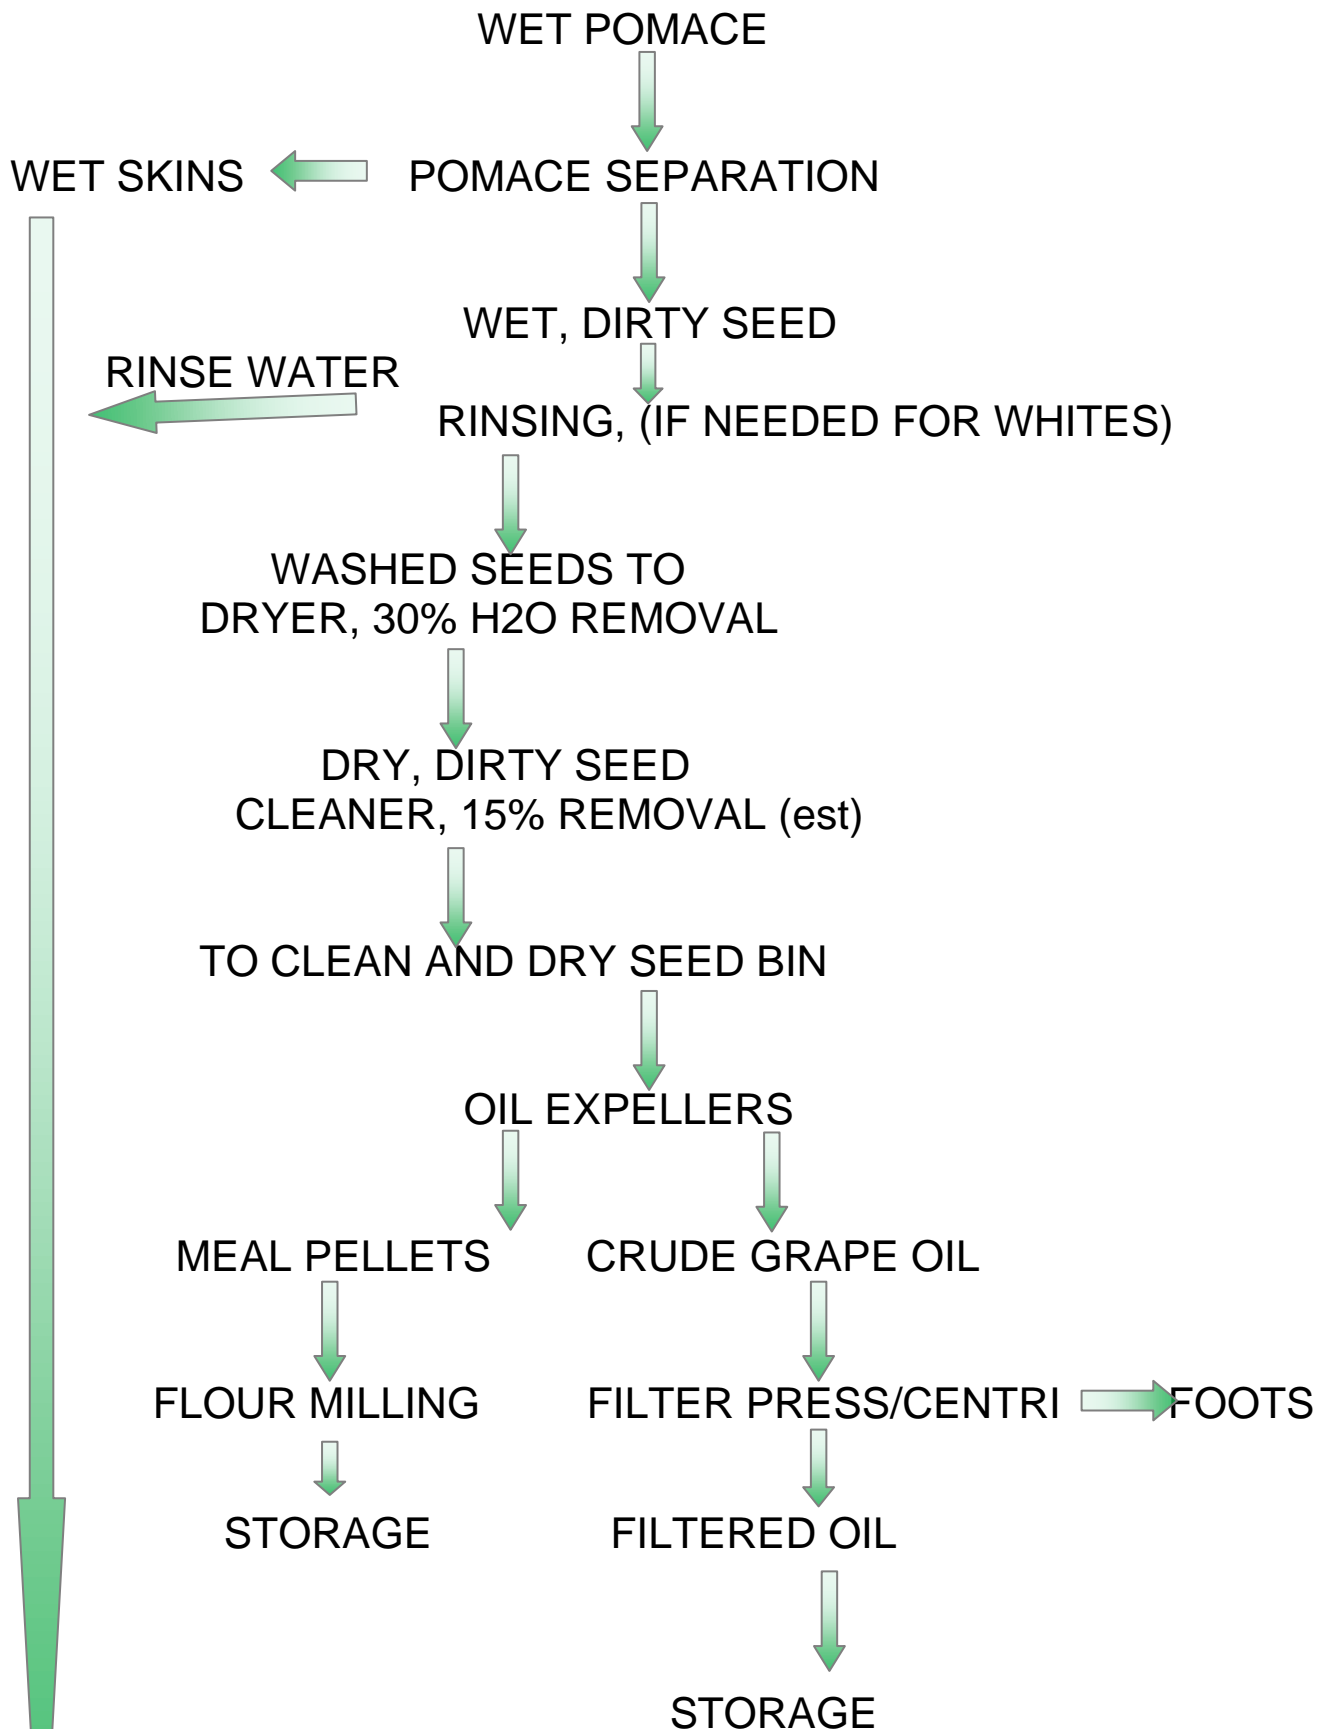 WET POMACE
WET SKINS
POMACE SEPARATION
WET, DIRTY SEED
RINSE WATER
RINSING, (IF NEEDED FOR WHITES)
WASHED SEEDS TO
DRYER, 30% H2O REMOVAL
DRY, DIRTY SEED
CLEANER, 15% REMOVAL (est)
TO CLEAN AND DRY SEED BIN
OIL EXPELLERS
MEAL PELLETS
CRUDE GRAPE OIL
FLOUR MILLING
FILTER PRESS/CENTRI
FOOTS
STORAGE
FILTERED OIL
STORAGE